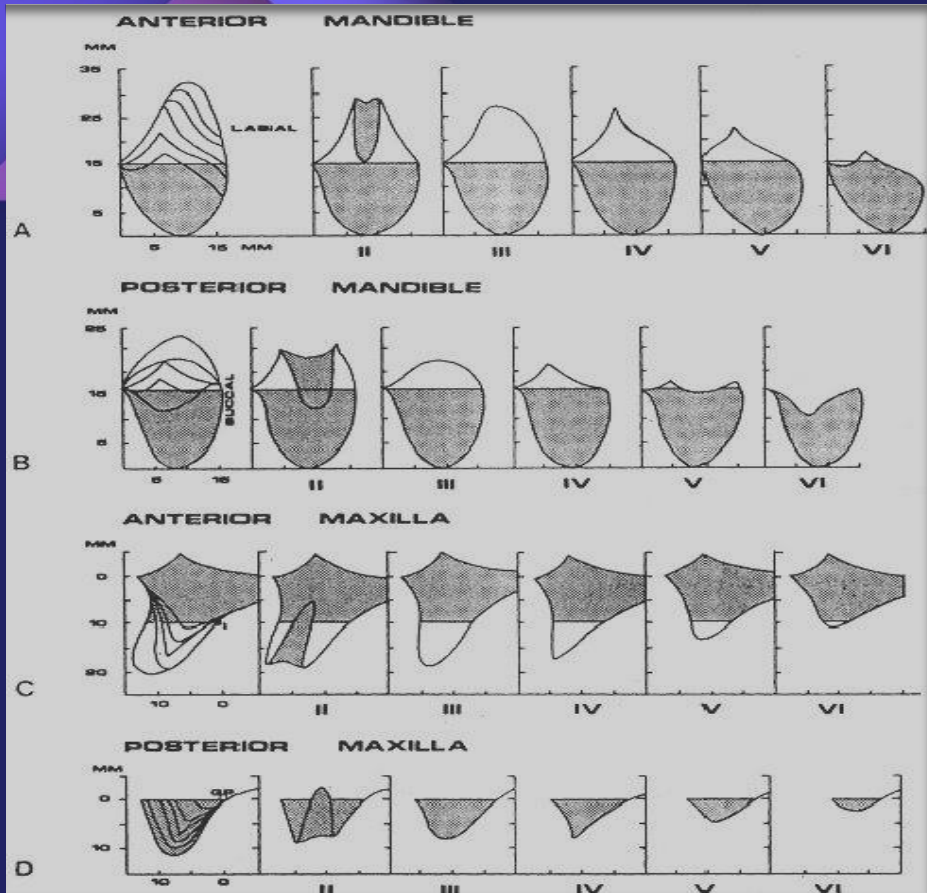 ANTERIOR MANDIBLE
MM
35
25
15
5
LABIAL
5 MM 15
II III IV V VI
A
POSTERIOR MANDIBLE
MM
25
15
5
BUCCAL
5 15
II III IV V VI
B
ANTERIOR MAXILLA
MM
0
10
20
10 0
II III IV V VI
C
POSTERIOR MAXILLA
MM
G.P.
0
10
10 0
II III IV V VI
D